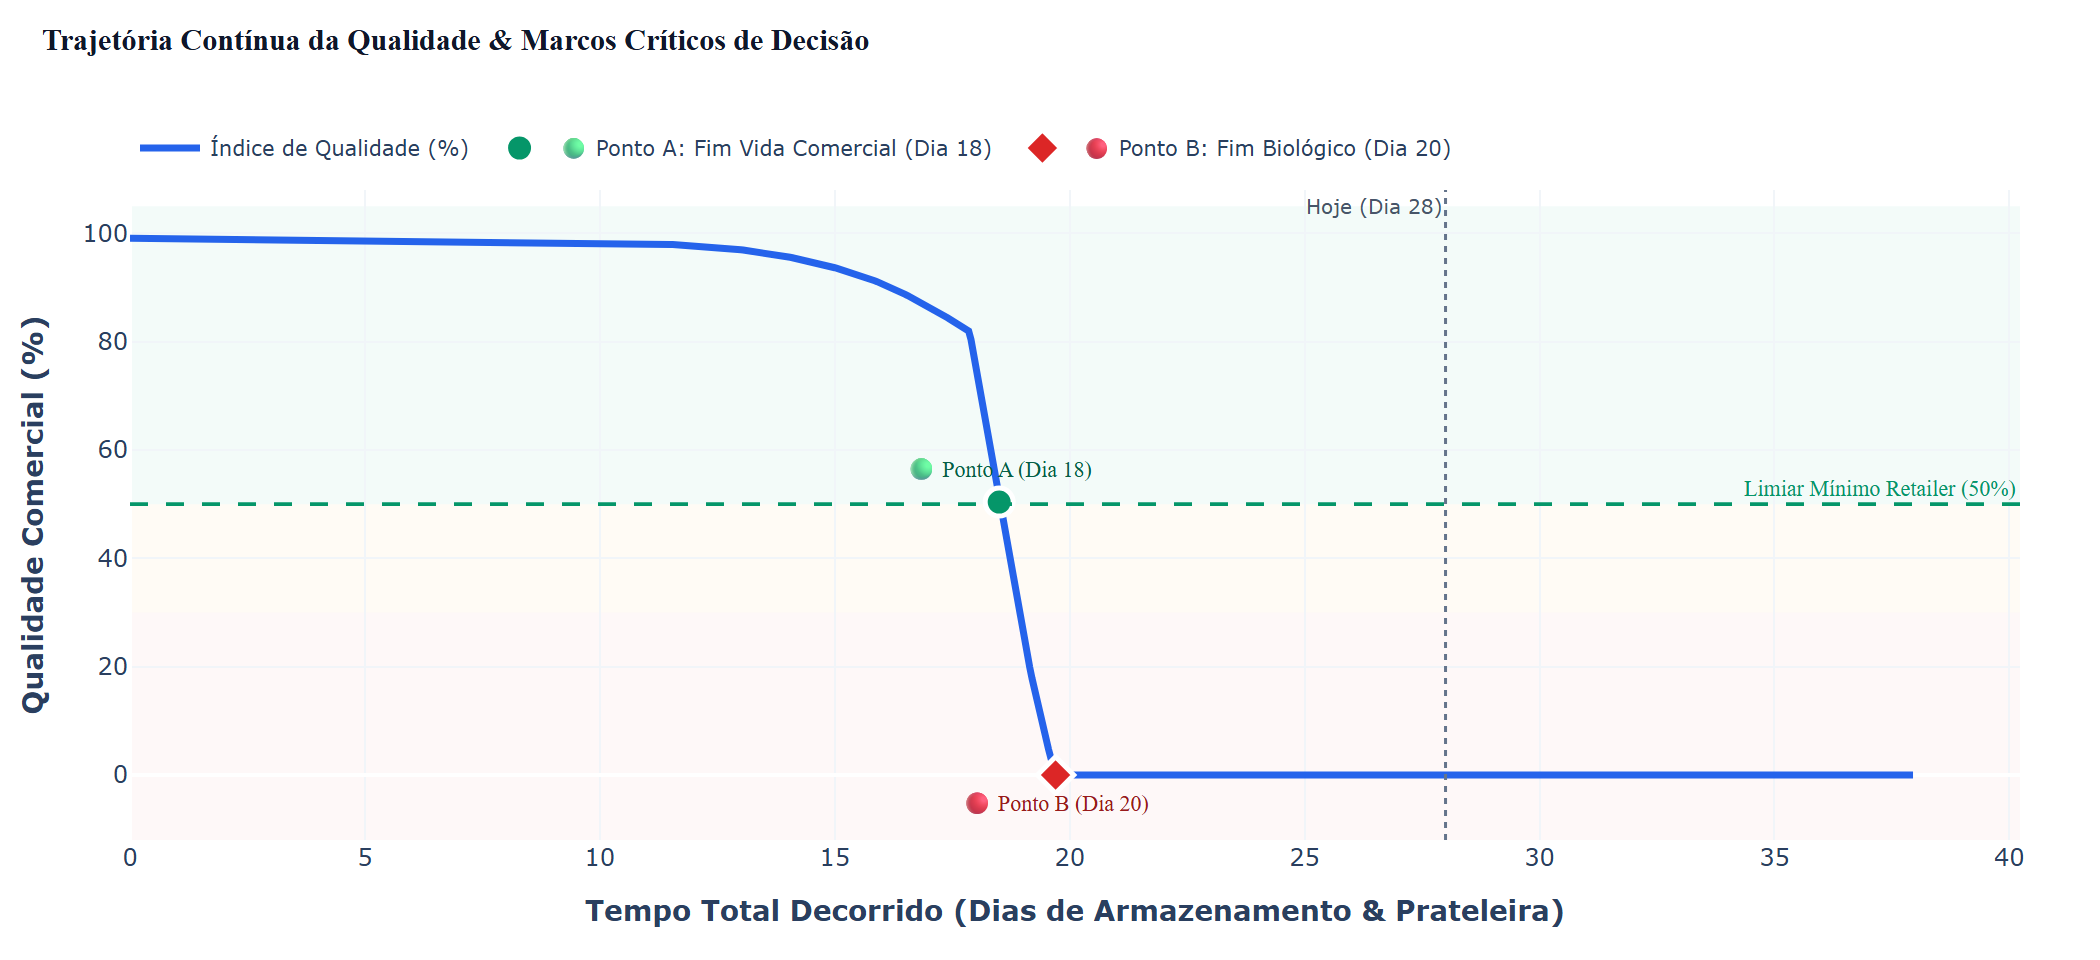 Trajetória Contínua da Qualidade & Marcos Críticos de Decisão
Índice de Qualidade (%)
Ponto A: Fim Vida Comercial (Dia 18)
Ponto B: Fim Biológico (Dia 20)
Hoje (Dia 28)
Qualidade Comercial (%)
100
80
60
40
20
0
Ponto A (Dia 18)
Limiar Mínimo Retailer (50%)
Ponto B (Dia 20)
0 5 10 15 20 25 30 35 40
Tempo Total Decorrido (Dias de Armazenamento & Prateleira)